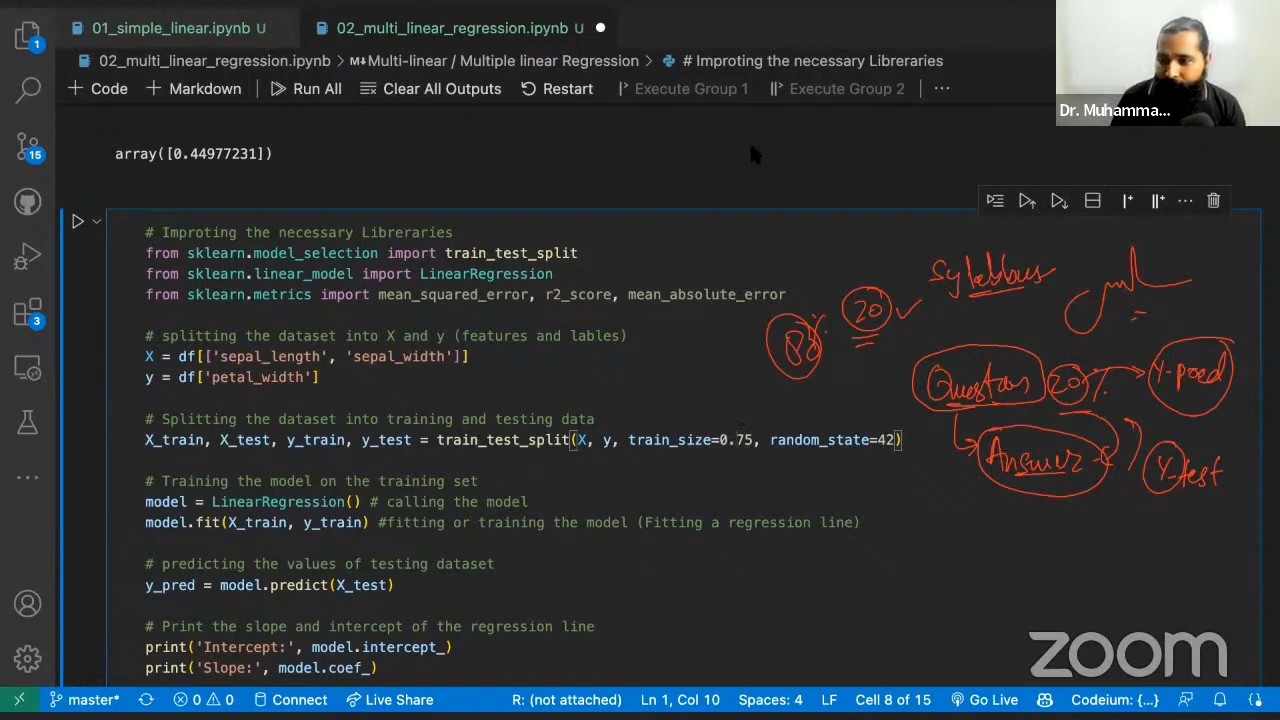 01_simple_linear.ipynb U
02_multi_linear_regression.ipynb U
02_multi_linear_regression.ipynb > M↓Multi-linear / Multiple linear Regression > # Improting the necessary Libreraries
+ Code + Markdown Run All Clear All Outputs Restart Execute Group 1 Execute Group 2 ...
Dr. Muhamma...
1
15
3
array([0.44977231])
# Improting the necessary Libreraries
from sklearn.model_selection import train_test_split
from sklearn.linear_model import LinearRegression
from sklearn.metrics import mean_squared_error, r2_score, mean_absolute_error
# splitting the dataset into X and y (features and lables)
X = df[['sepal_length', 'sepal_width']]
y = df['petal_width']
# Splitting the dataset into training and testing data
X_train, X_test, y_train, y_test = train_test_split(X, y, train_size=0.75, random_state=42)
# Training the model on the training set
model = LinearRegression() # calling the model
model.fit(X_train, y_train) #fitting or training the model (Fitting a regression line)
# predicting the values of testing dataset
y_pred = model.predict(X_test)
# Print the slope and intercept of the regression line
print('Intercept:', model.intercept_)
print('Slope:', model.coef_)
80%
20
Question 20% Y-pred
Answer
Y-test
zoom
master* 0 0 Connect Live Share R: (not attached) Ln 1, Col 10 Spaces: 4 LF Cell 8 of 15 Go Live Codeium: {...}